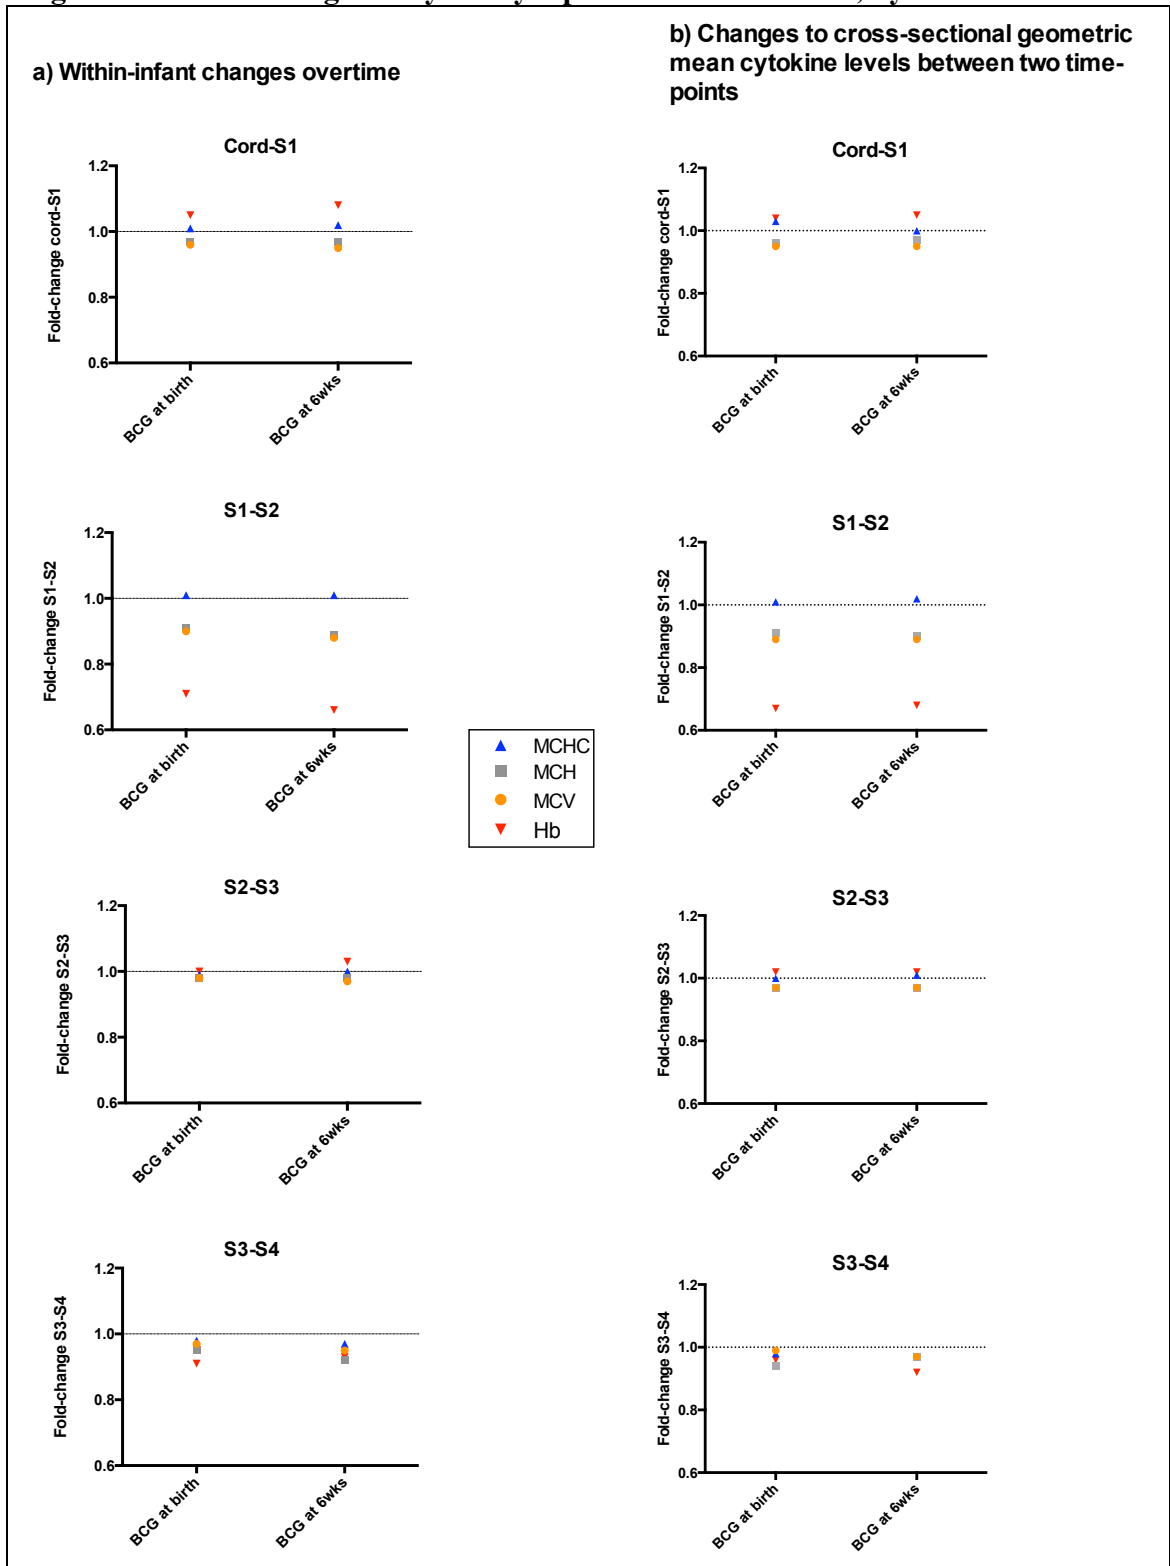 a) Within-infant changes overtime
b) Changes to cross-sectional geometric
mean cytokine levels between two time-
points
Cord-S1
1.2
1.0
0.8
0.6
Fold-change cord-S1
BCG at birth
BCG at 6wks
Cord-S1
1.2
1.0
0.8
0.6
Fold-change cord-S1
BCG at birth
BCG at 6wks
S1-S2
1.2
1.0
0.8
0.6
Fold-change S1-S2
BCG at birth
BCG at 6wks
S1-S2
1.2
1.0
0.8
0.6
Fold-change S1-S2
BCG at birth
BCG at 6wks
MCHC
MCH
MCV
Hb
S2-S3
1.2
1.0
0.8
0.6
Fold-change S2-S3
BCG at birth
BCG at 6wks
S2-S3
1.2
1.0
0.8
0.6
Fold-change S2-S3
BCG at birth
BCG at 6wks
S3-S4
1.2
1.0
0.8
0.6
Fold-change S3-S4
BCG at birth
BCG at 6wks
S3-S4
1.2
1.0
0.8
0.6
Fold-change S3-S4
BCG at birth
BCG at 6wks